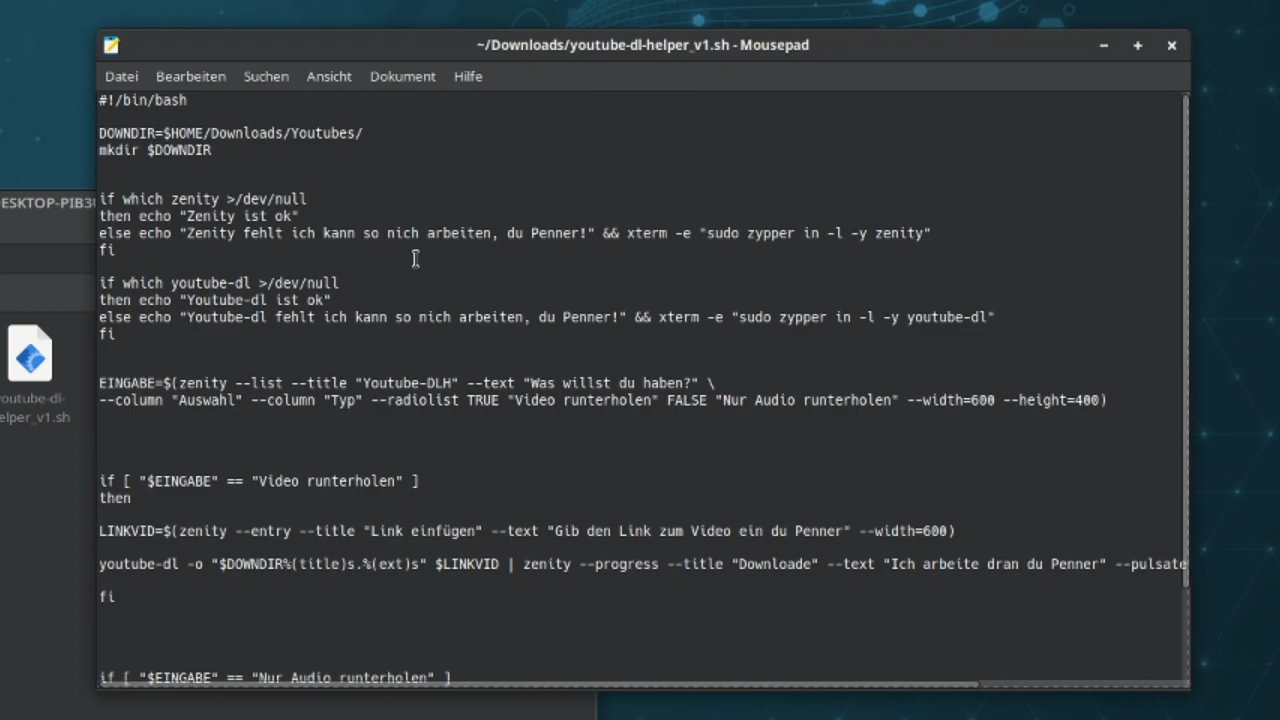 ~/Downloads/youtube-dl-helper_v1.sh - Mousepad
Datei Bearbeiten Suchen Ansicht Dokument Hilfe
#!/bin/bash
DOWNDIR=$HOME/Downloads/Youtubes/
mkdir $DOWNDIR
if which zenity >/dev/null
then echo "Zenity ist ok"
else echo "Zenity fehlt ich kann so nich arbeiten, du Penner!" && xterm -e "sudo zypper in -l -y zenity"
fi
if which youtube-dl >/dev/null
then echo "Youtube-dl ist ok"
else echo "Youtube-dl fehlt ich kann so nich arbeiten, du Penner!" && xterm -e "sudo zypper in -l -y youtube-dl"
fi
EINGABE=$(zenity --list --title "Youtube-DLH" --text "Was willst du haben?" \
--column "Auswahl" --column "Typ" --radiolist TRUE "Video runterholen" FALSE "Nur Audio runterholen" --width=600 --height=400)
if [ "$EINGABE" == "Video runterholen" ]
then
LINKVID=$(zenity --entry --title "Link einfügen" --text "Gib den Link zum Video ein du Penner" --width=600)
youtube-dl -o "$DOWNDIR%(title)s.%(ext)s" $LINKVID | zenity --progress --title "Downloade" --text "Ich arbeite dran du Penner" --pulsate
fi
if [ "$EINGABE" == "Nur Audio runterholen" ]
ESKTOP-PIB3
outube-dl-
elper_v1.sh